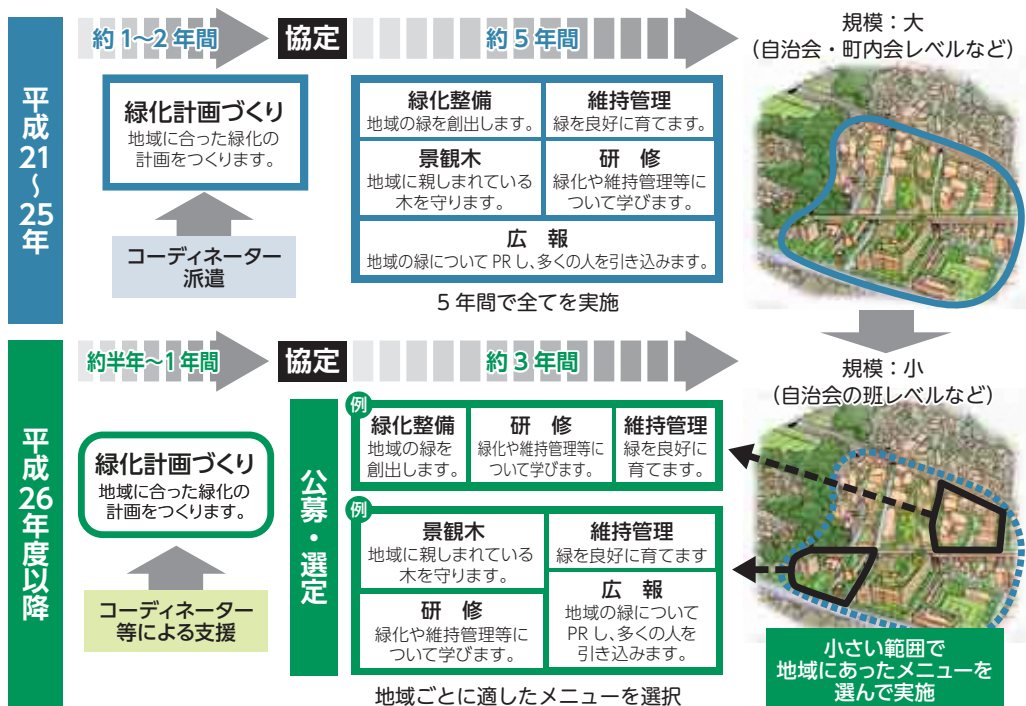 平成21〜25年
約1〜2年間
協定
約5年間
規模：大
（自治会・町内会レベルなど）
緑化計画づくり
地域に合った緑化の
計画をつくります。
コーディネーター
派遣
緑化整備
地域の緑を創出します。
維持管理
緑を良好に育てます。
景観木
地域に親しまれている
木を守ります。
研　修
緑化や維持管理等に
ついて学びます。
広　報
地域の緑についてPRし、多くの人を引き込みます。
5年間で全てを実施
平成26年度以降
約半年〜1年間
協定
約3年間
規模：小
（自治会の班レベルなど）
緑化計画づくり
地域に合った緑化の
計画をつくります。
コーディネーター
等による支援
公募・選定
例
緑化整備
地域の緑を
創出します。
研　修
緑化や維持管理等に
ついて学びます。
維持管理
緑を良好に
育てます。
例
景観木
地域に親しまれている
木を守ります。
維持管理
緑を良好に育てます
研　修
緑化や維持管理等に
ついて学びます。
広　報
地域の緑について
PRし、多くの人を
引き込みます。
地域ごとに適したメニューを選択
小さい範囲で
地域にあったメニューを
選んで実施